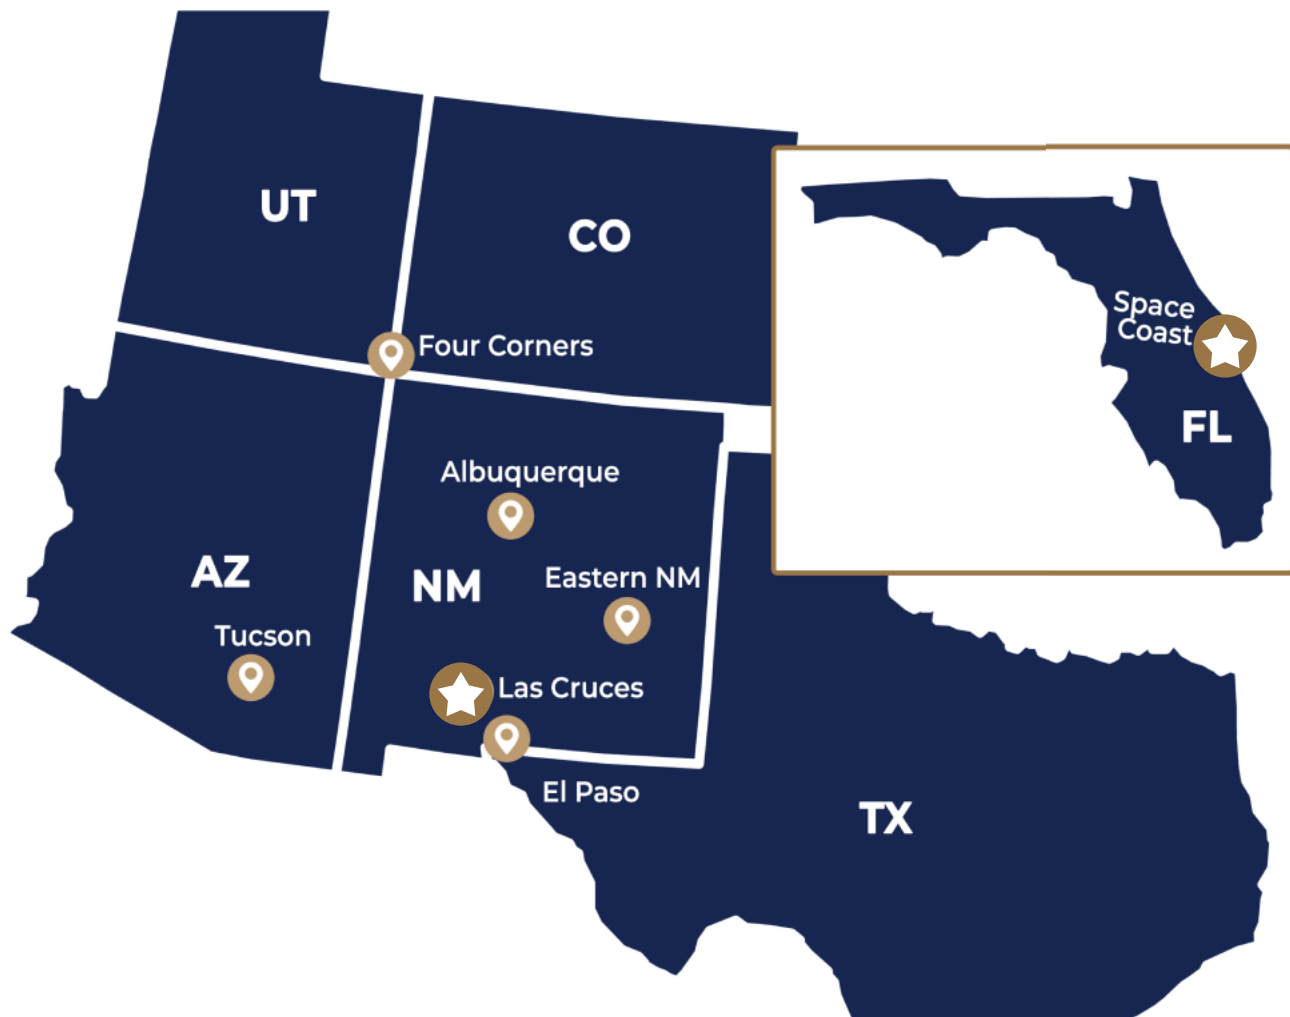 UT
CO
Space
Coast
Four Corners
FL
Albuquerque
AZ
NM
Eastern NM
Tucson
Las Cruces
El Paso
TX